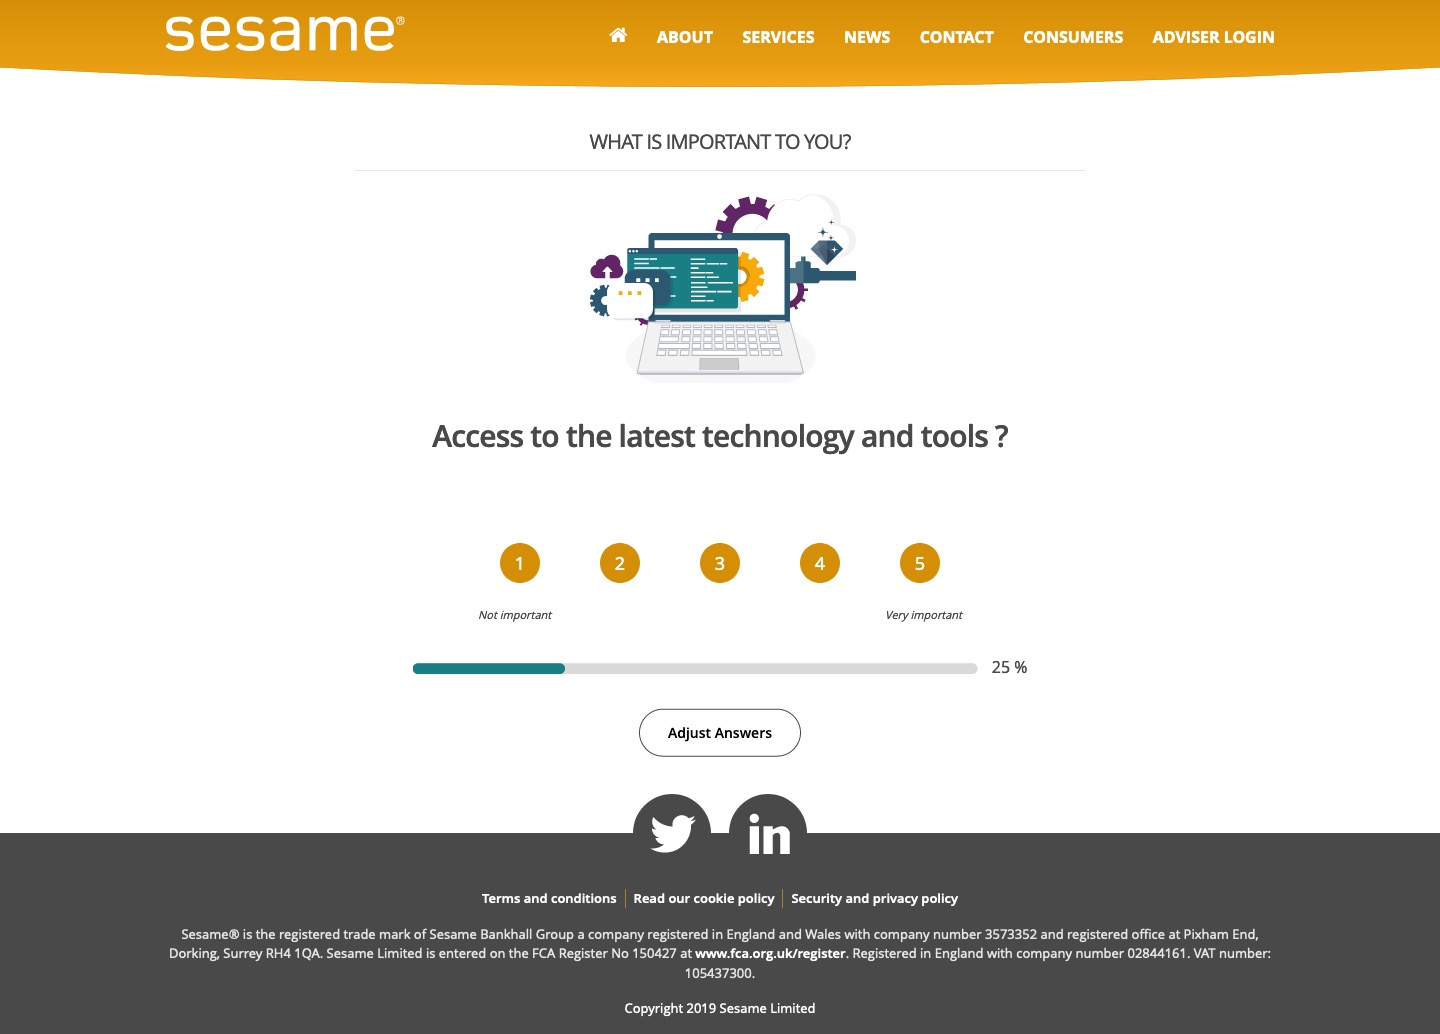 sesame®
ABOUT SERVICES NEWS CONTACT CONSUMERS ADVISER LOGIN
WHAT IS IMPORTANT TO YOU?
Access to the latest technology and tools ?
1 2 3 4 5
Not important Very important
25 %
Adjust Answers
in
Terms and conditions Read our cookie policy Security and privacy policy
Sesame® is the registered trade mark of Sesame Bankhall Group a company registered in England and Wales with company number 3573352 and registered office at Pixham End,
Dorking, Surrey RH4 1QA. Sesame Limited is entered on the FCA Register No 150427 at www.fca.org.uk/register. Registered in England with company number 02844161. VAT number:
105437300.
Copyright 2019 Sesame Limited